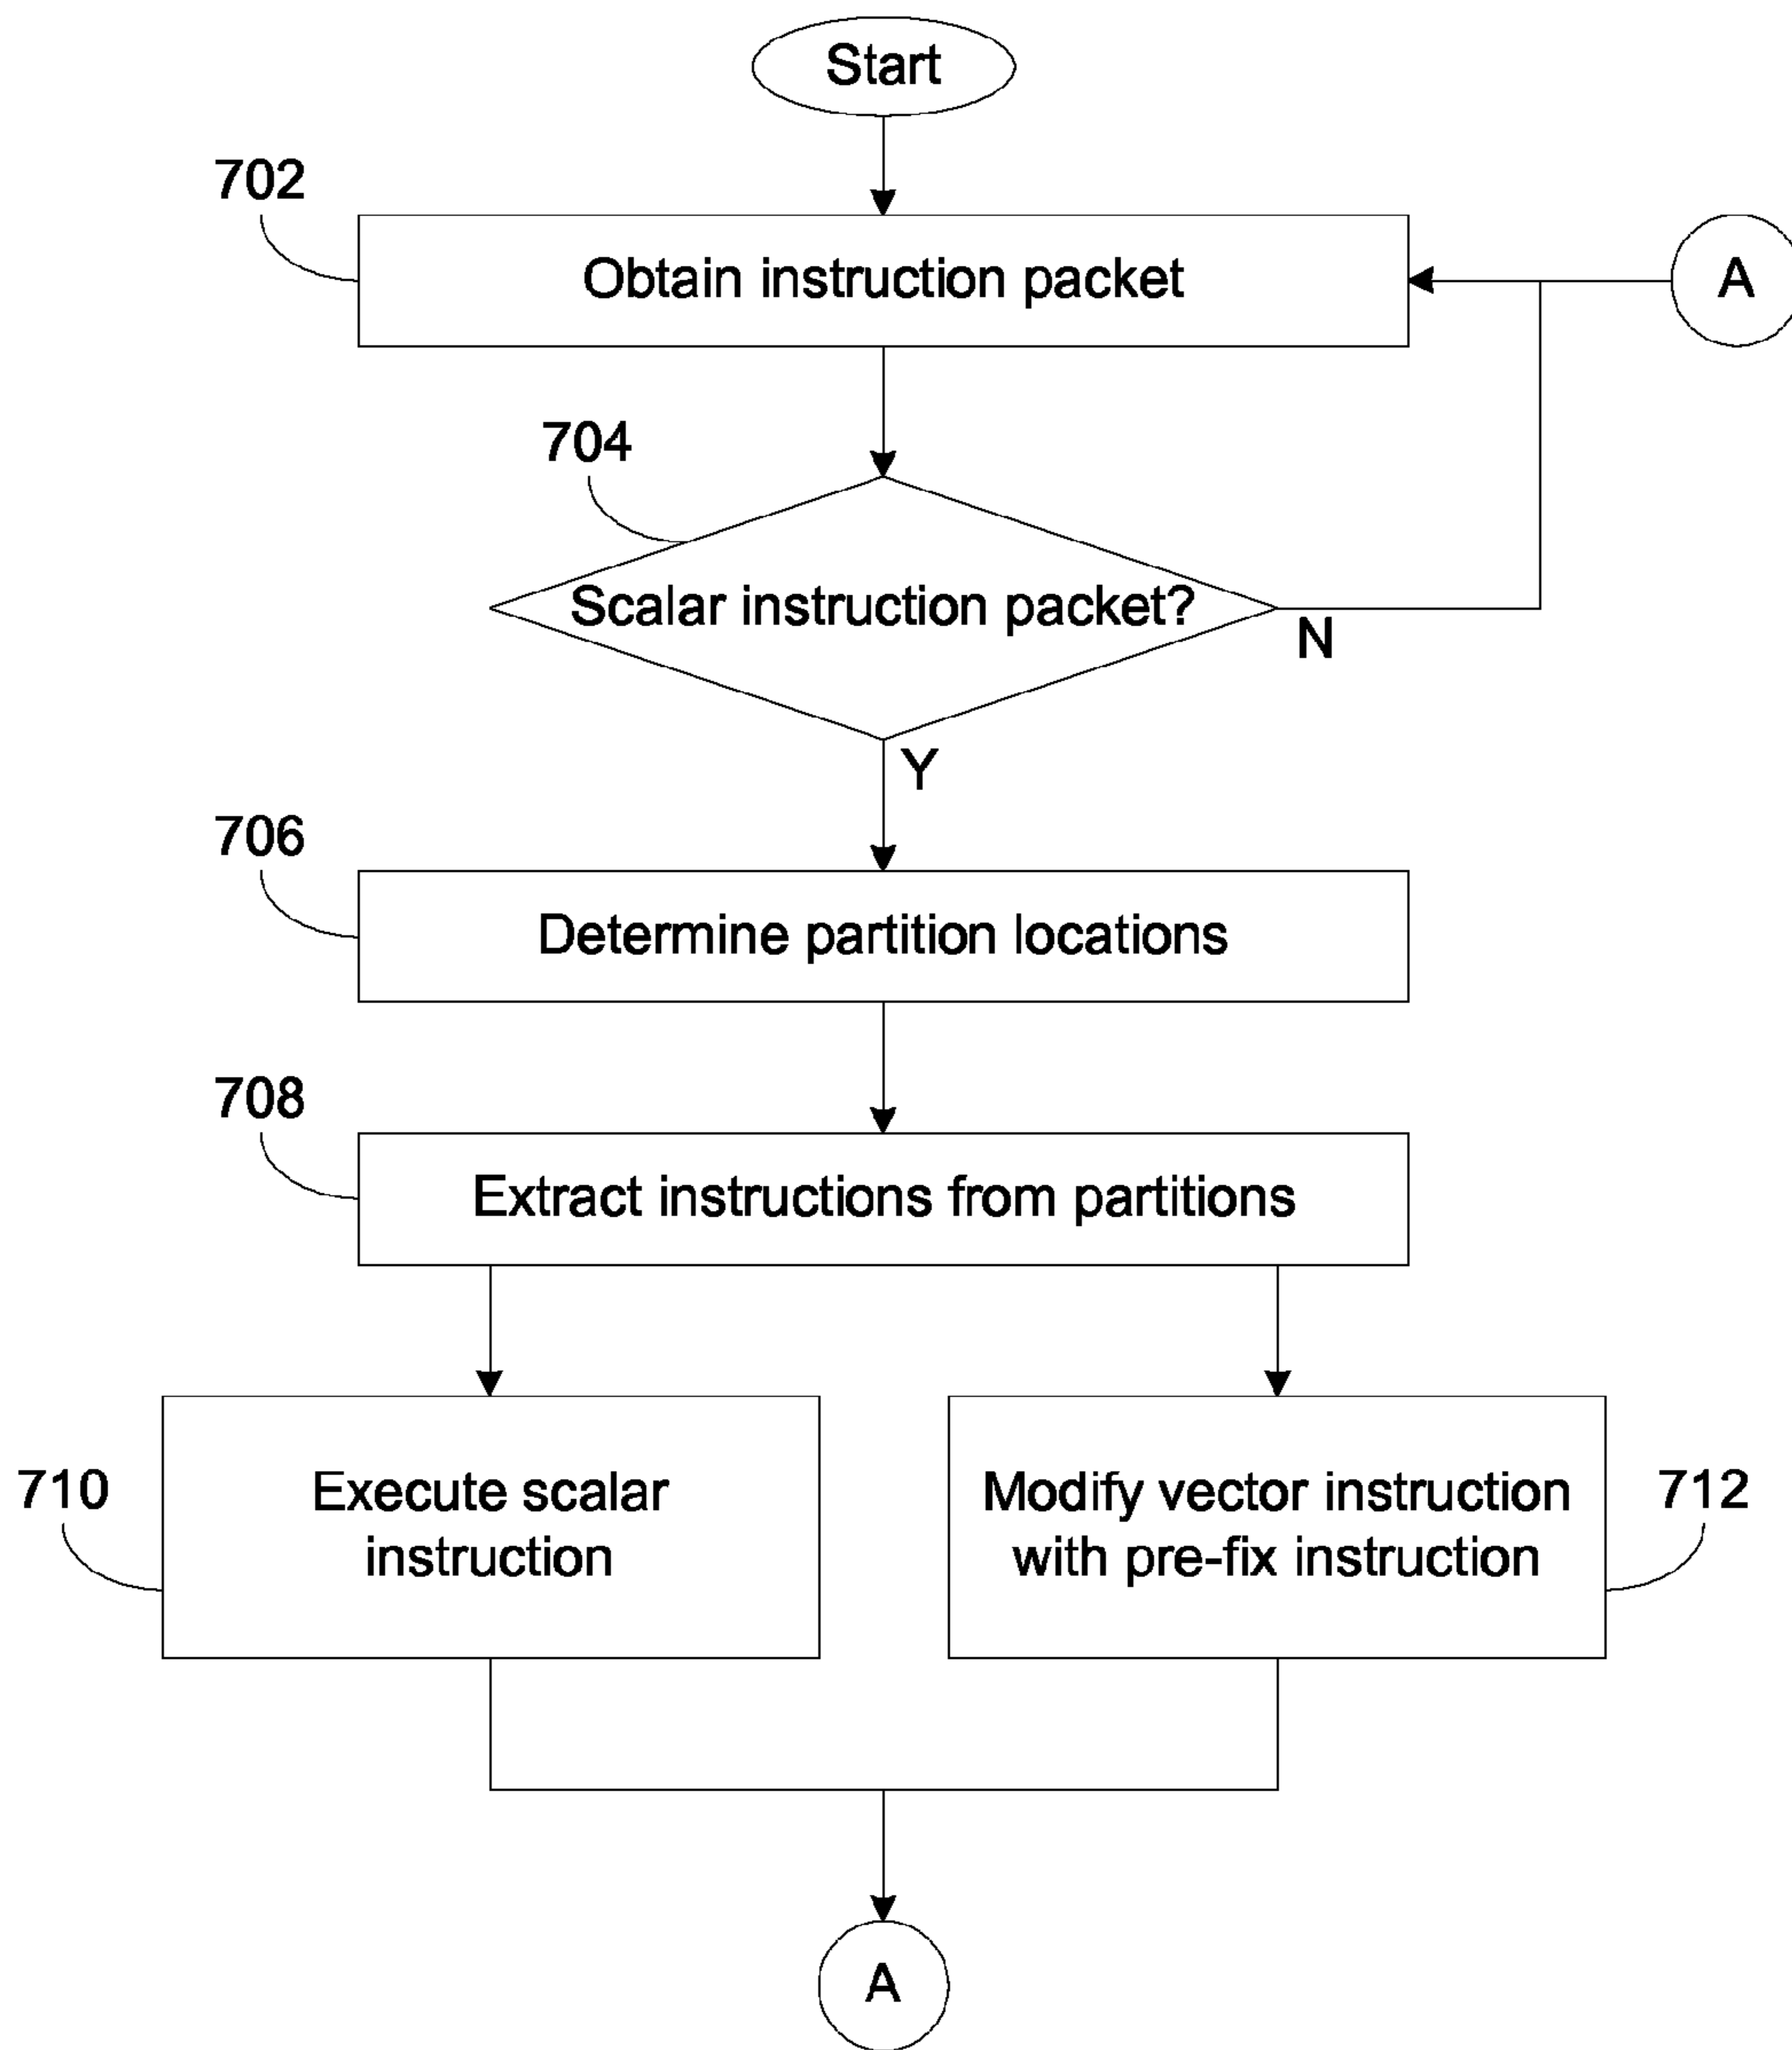 Start
702
Obtain instruction packet
A
704
Scalar instruction packet?
N
Y
706
Determine partition locations
708
Extract instructions from partitions
710
Execute scalar
instruction
Modify vector instruction
with pre-fix instruction
712
A